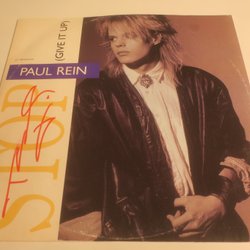 (GIVE IT UP)
PAUL REIN
STOP